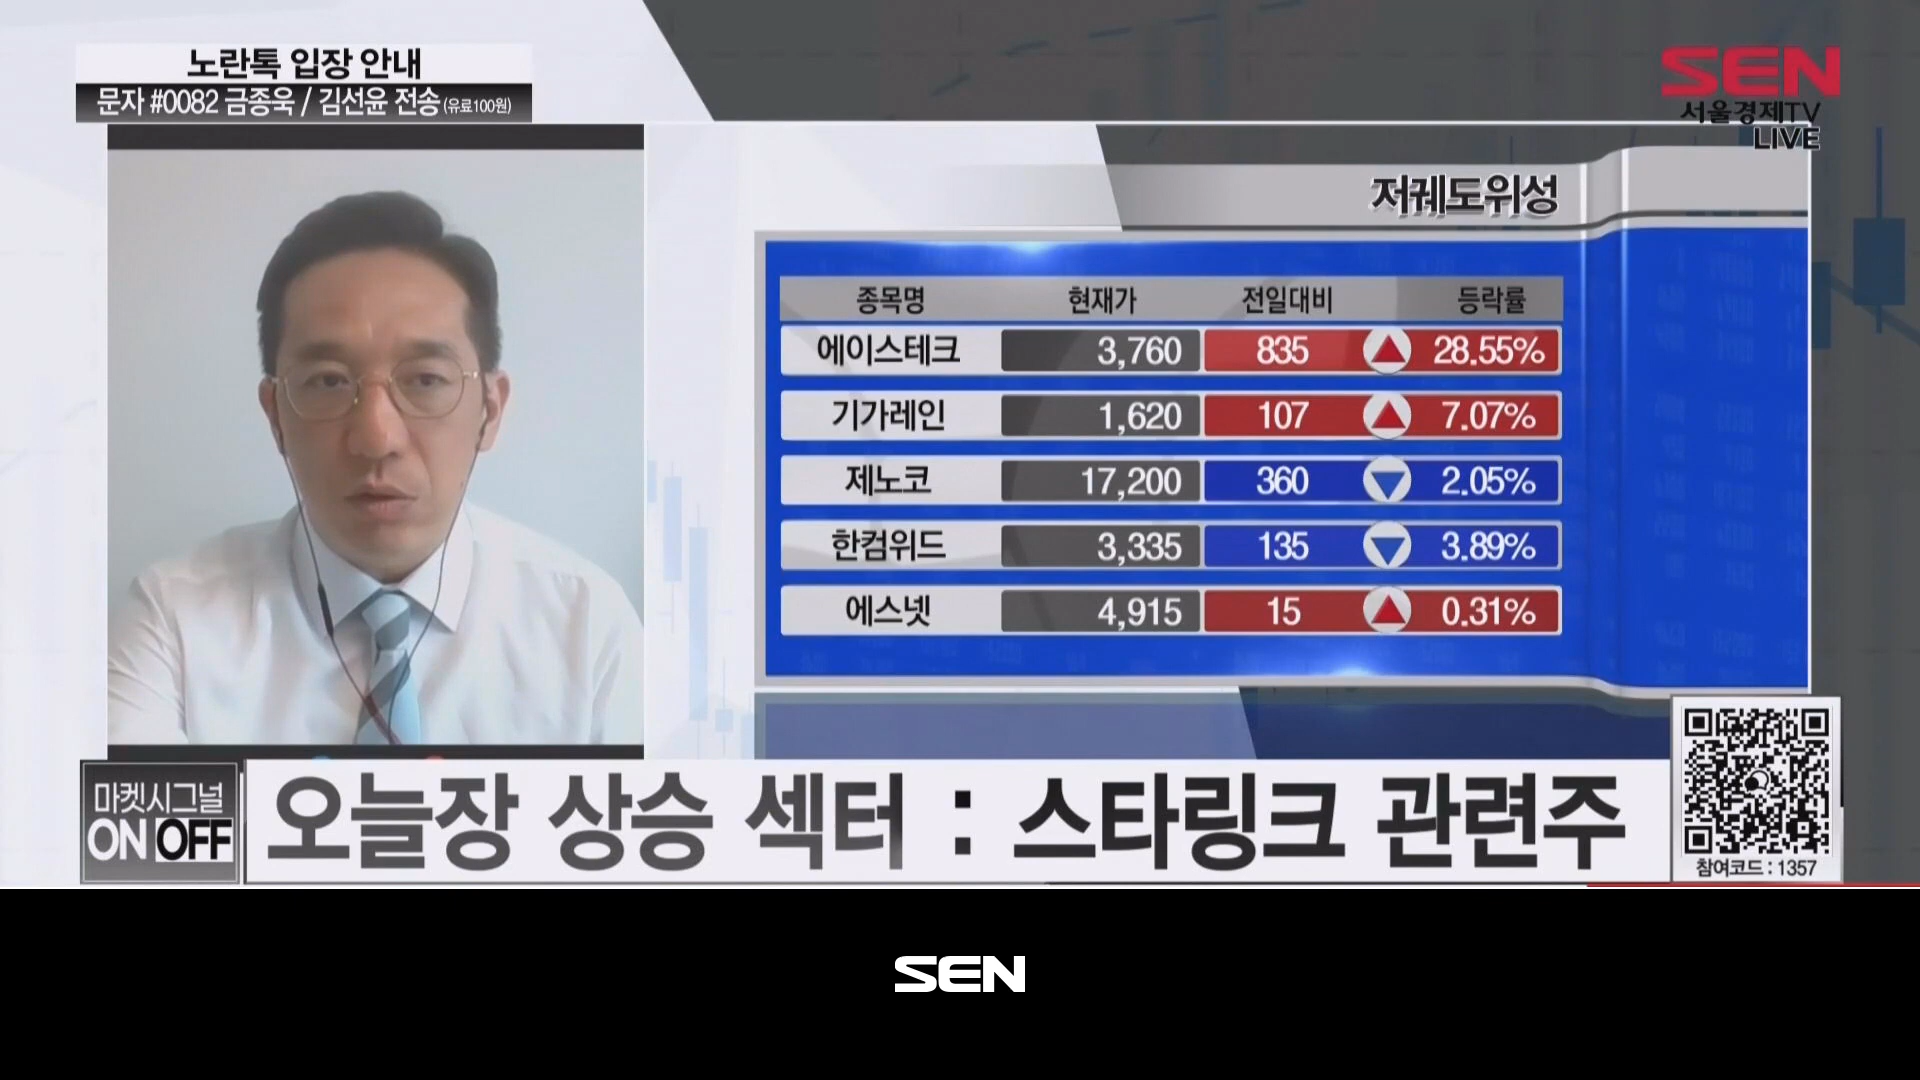 노란톡 입장 안내
문자 #0082 금종욱 / 김선윤 전송 (유료100원)
SEN
서울경제TV
LIVE
저궤도위성
종목명 현재가 전일대비 등락률
에이스테크 3,760 835 ▲ 28.55%
기가레인 1,620 107 ▲ 7.07%
제노코 17,200 360 ▼ 2.05%
한컴위드 3,335 135 ▼ 3.89%
에스넷 4,915 15 ▲ 0.31%
마켓시그널
ON OFF
오늘장 상승 섹터 : 스타링크 관련주
참여코드 : 1357
SEN